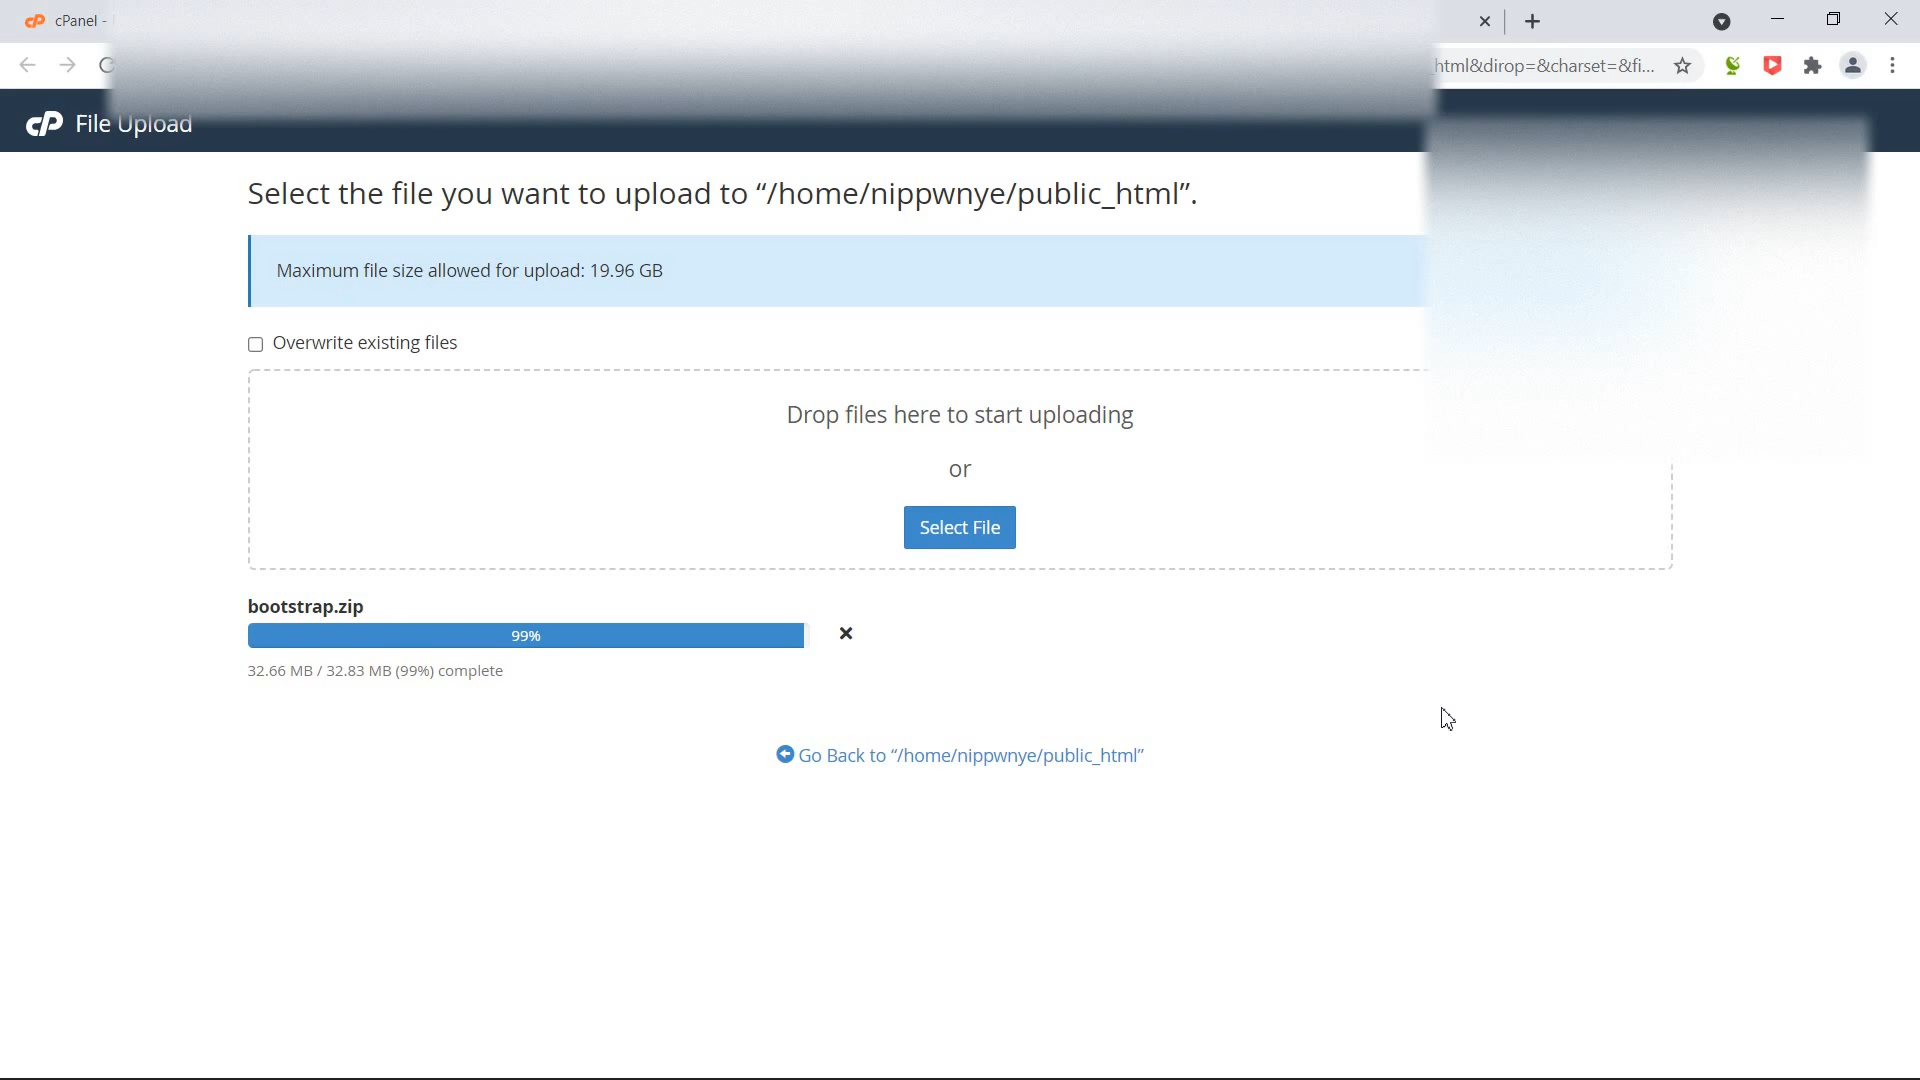 cPanel -
html&dirop=&charset=&fi...
cP File Upload
Select the file you want to upload to “/home/nippwnye/public_html”.
Maximum file size allowed for upload: 19.96 GB
Overwrite existing files
Drop files here to start uploading
or
Select File
bootstrap.zip
99%
32.66 MB / 32.83 MB (99%) complete
Go Back to “/home/nippwnye/public_html”